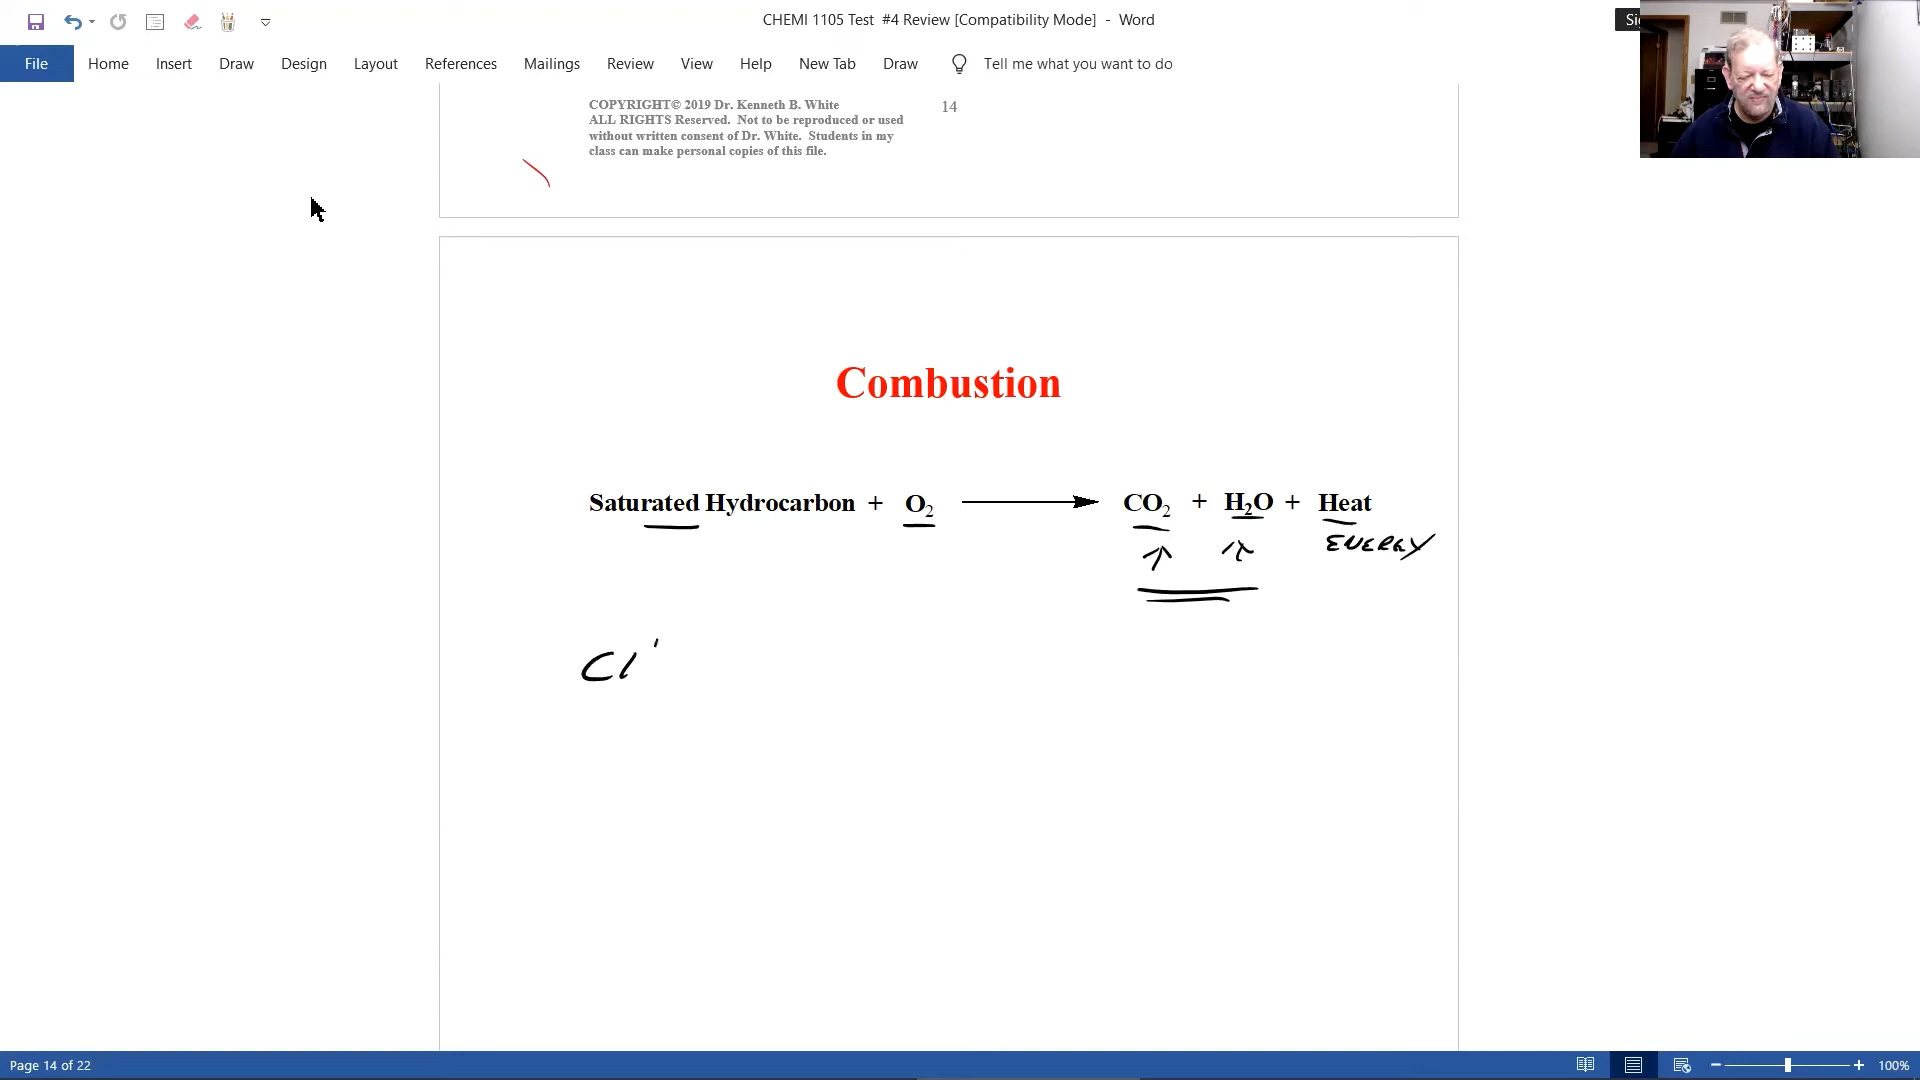 CHEMI 1105 Test #4 Review [Compatibility Mode] - Word
Si
File Home Insert Draw Design Layout References Mailings Review View Help New Tab Draw Tell me what you want to do
COPYRIGHT© 2019 Dr. Kenneth B. White
14
ALL RIGHTS Reserved. Not to be reproduced or used
without written consent of Dr. White. Students in my
class can make personal copies of this file.
Combustion
Saturated Hydrocarbon + O₂ ⟶ CO₂ + H₂O + Heat
↑ ↑ ENERGY
Page 14 of 22
100%